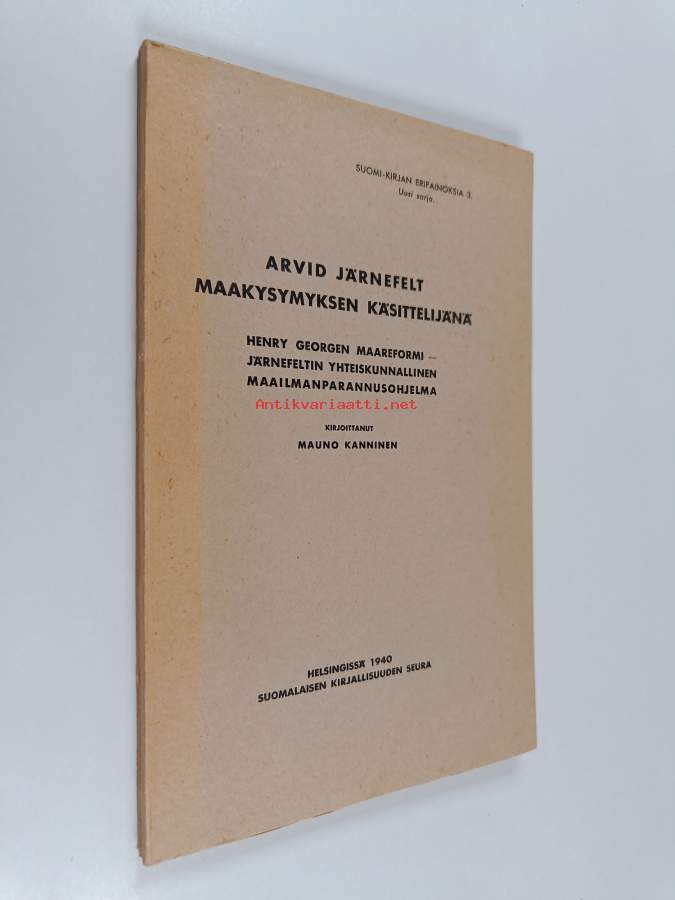 SUOMI-KIRJAN ERIPAINOKSIA 3.
Uusi sarja.
ARVID JÄRNEFELT
MAAKYSYMYKSEN KÄSITTELIJÄNÄ
HENRY GEORGEN MAAREFORMI —
JÄRNEFELTIN YHTEISKUNNALLINEN
MAAILMANPARANNUSOHJELMA
Antikvariaatti.net
KIRJOITTANUT
MAUNO KANNINEN
HELSINGISSÄ 1940
SUOMALAISEN KIRJALLISUUDEN SEURA